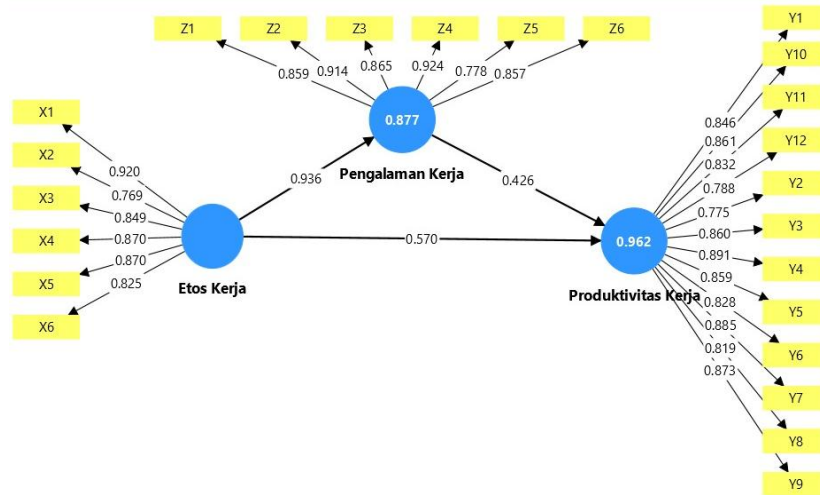 Z1 Z2 Z3 Z4 Z5 Z6
0.859 0.914 0.865 0.924 0.778 0.857
0.877
Pengalaman Kerja
X1
X2
X3
X4
X5
X6
0.920
0.769
0.849
0.870
0.870
0.825
Etos Kerja
0.936
0.426
0.570
0.962
Produktivitas Kerja
0.846
0.861
0.832
0.788
0.775
0.860
0.891
0.859
0.828
0.885
0.819
0.873
Y1
Y10
Y11
Y12
Y2
Y3
Y4
Y5
Y6
Y7
Y8
Y9